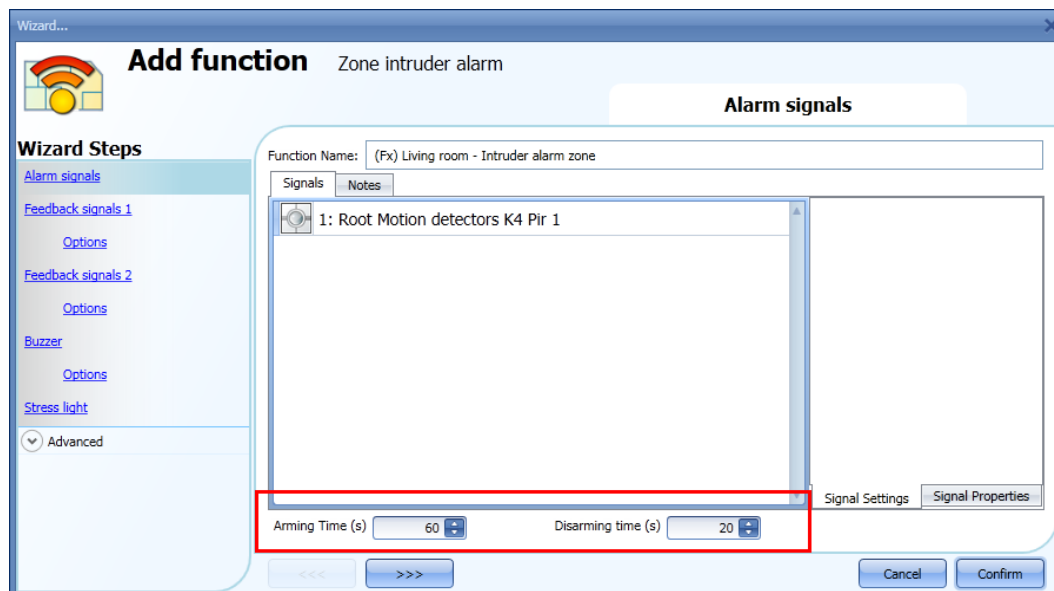 Wizard...
Add function Zone intruder alarm
Alarm signals
Wizard Steps
Alarm signals
Feedback signals 1
Options
Feedback signals 2
Options
Buzzer
Options
Stress light
Advanced
Function Name: (Fx) Living room - Intruder alarm zone
Signals Notes
1: Root Motion detectors K4 Pir 1
Signal Settings Signal Properties
Arming Time (s) 60 Disarming time (s) 20
<<< >>> Cancel Confirm